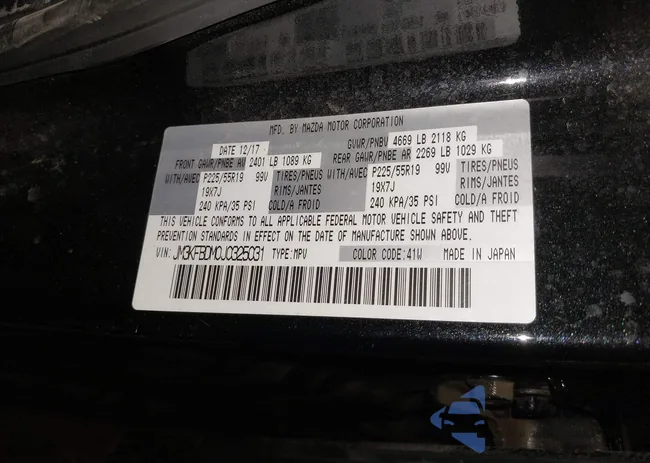 MFD. BY MAZDA MOTOR CORPORATION
DATE 12/17 GVWR/PNBV 4669 LB 2118 KG
FRONT GAWR/PNBE AV 2401 LB 1089 KG REAR GAWR/PNBE AR 2269 LB 1029 KG
WITH/AVEC P225/55R19 99V TIRES/PNEUS WITH/AVEC P225/55R19 99V TIRES/PNEUS
19X7J RIMS/JANTES 19X7J RIMS/JANTES
240 KPA/35 PSI COLD/A FROID 240 KPA/35 PSI COLD/A FROID
THIS VEHICLE CONFORMS TO ALL APPLICABLE FEDERAL MOTOR VEHICLE SAFETY AND THEFT
PREVENTION STANDARDS IN EFFECT ON THE DATE OF MANUFACTURE SHOWN ABOVE.
VIN: JM3KFBDM0J0325031 TYPE:MPV COLOR CODE:41W MADE IN JAPAN